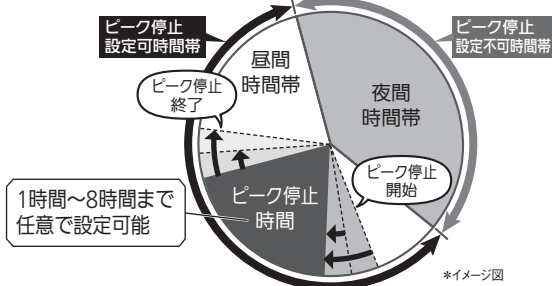 ピーク停止
設定可時間帯
ピーク停止
設定不可時間帯
昼間
時間帯
夜間
時間帯
ピーク停止
終了
ピーク停止
開始
1時間～8時間まで
任意で設定可能
ピーク停止
時間
*イメージ図